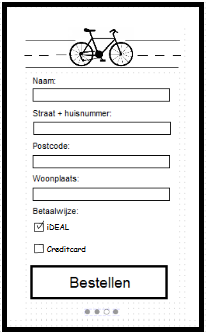 Naam:
Straat + huisnummer:
Postcode:
Woonplaats:
Betaalwijze:
iDEAL
Creditcard
Bestellen